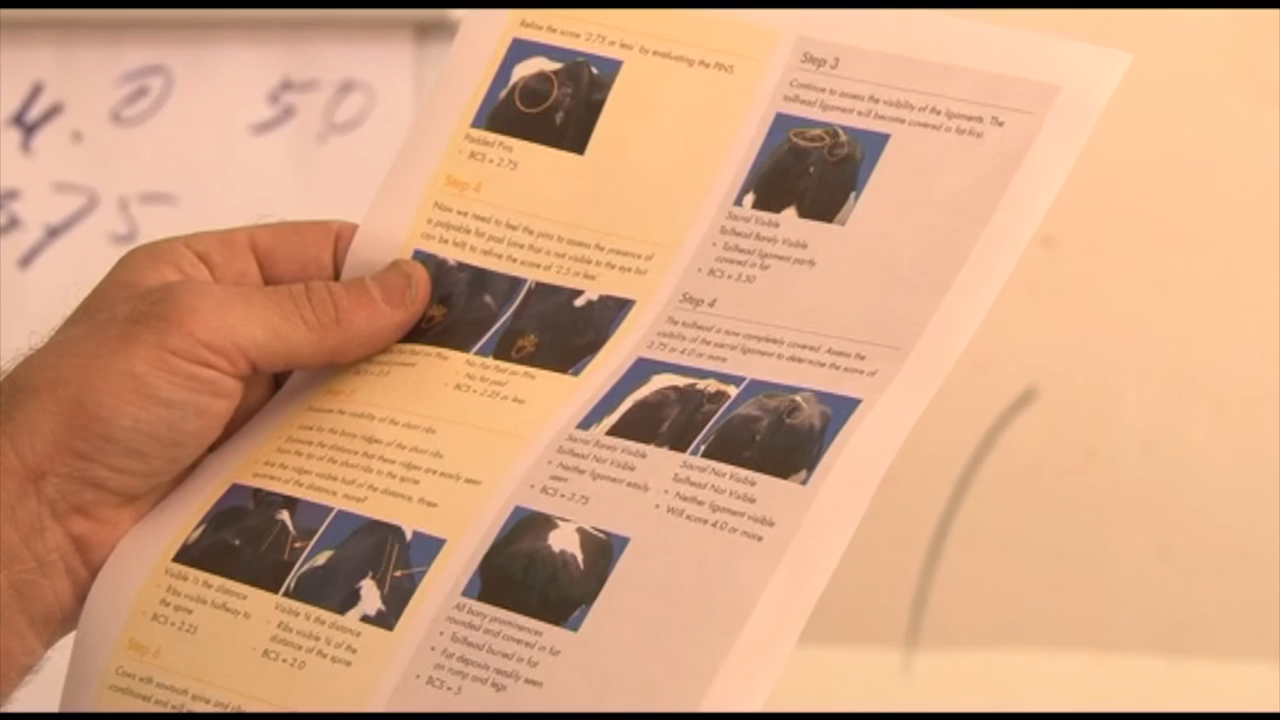 4.0 50
75
Refine the score '2.75 or less' by evaluating the PINS.
Padded Pins
• BCS = 2.75
Step 4
Now we need to feel the pins to assess the presence of
a palpable fat pad (one that is not visible to the eye but
can be felt) to refine the score of '2.5 or less'
Fat Pad on Pins
No Fat Pad on Pins
No fat pad
• BCS = 2.25 or less
Evaluate the visibility of the short ribs.
Look for the bony ridges of the short ribs
Estimate the distance that these ridges are easily seen
from the tip of the short ribs to the spine
Are the ridges visible half of the distance, three
quarters of the distance, more?
Visible ½ the distance
• Ribs visible halfway to
the spine
• BCS = 2.25
Visible ¾ the distance
• Ribs visible ¾ of the
distance of the spine
• BCS = 2.0
Step 6
Cows with sawtooth spine and
conditioned and will
Step 3
Continue to assess the visibility of the ligaments. The
tailhead ligament will become covered in fat first.
Sacral Visible
Tailhead Barely Visible
• Tailhead ligament partly
covered in fat
• BCS = 3.50
Step 4
The tailhead is now completely covered. Assess the
visibility of the sacral ligament to determine the score of
3.75 or 4.0 or more.
Sacral Barely Visible
Tailhead Not Visible
• Neither ligament easily
seen
• BCS = 3.75
Sacral Not Visible
Tailhead Not Visible
• Neither ligament visible
• Will score 4.0 or more
All bony prominences
rounded and covered in fat
• Tailhead buried in fat
• Fat deposits readily seen
on rump and legs
• BCS = 5